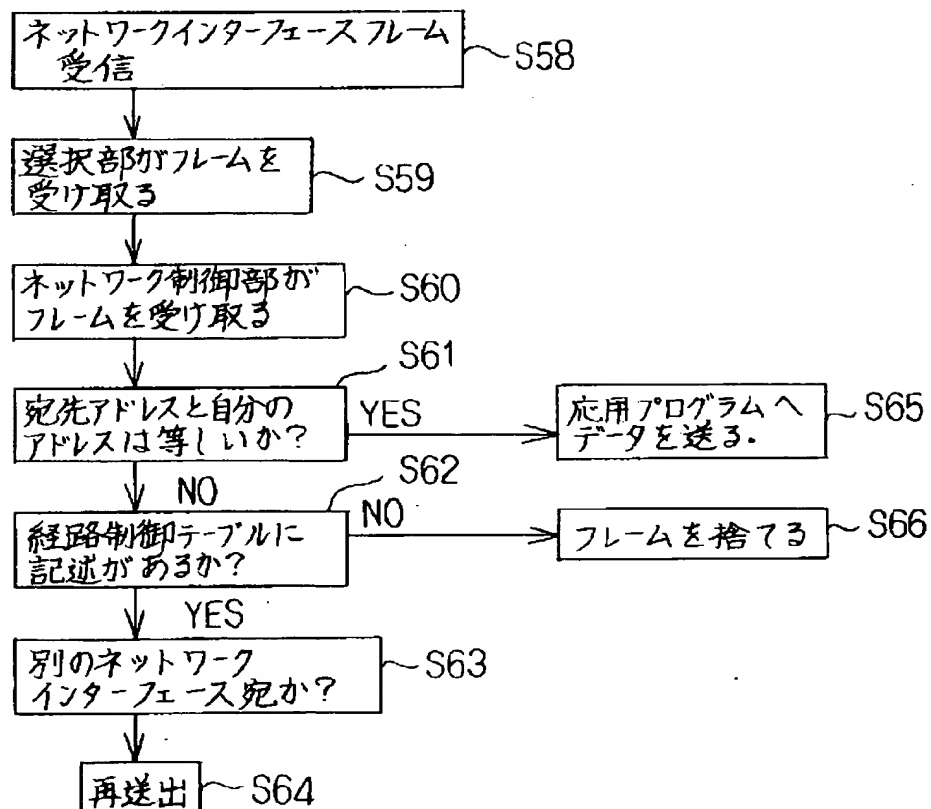 ネットワークインターフェースフレーム
受信
S58
選択部がフレームを
受け取る
S59
ネットワーク制御部が
フレームを受け取る
S60
S61
宛先アドレスと自分の
アドレスは等しいか?
YES
応用プログラムへ
データを送る.
S65
NO
S62
経路制御テーブルに
記述があるか?
NO
フレームを捨てる
S66
YES
別のネットワーク
インターフェース宛か?
S63
再送出
S64